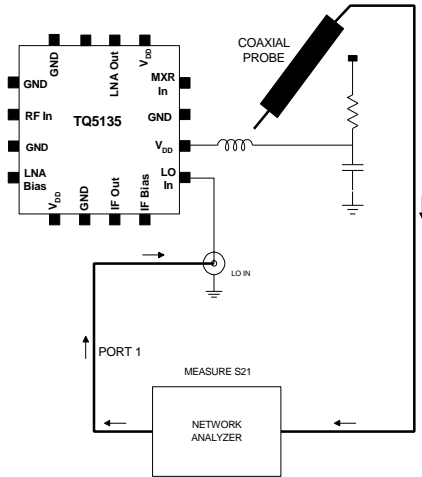 COAXIAL
PROBE
GND
LNA Out
VDD
GND
MXR
In
RF In
TQ5135
GND
GND
VDD
LNA
Bias
LO
In
VDD
GND
IF Out
IF Bias
LO IN
PORT 1
MEASURE S21
NETWORK
ANALYZER